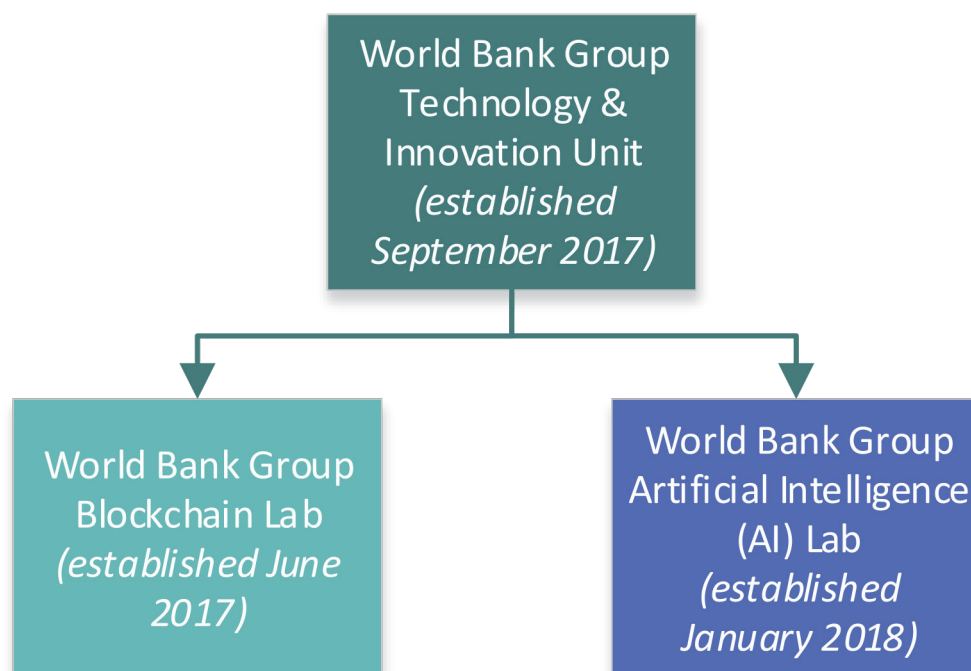 World Bank Group
Technology &
Innovation Unit
(established
September 2017)
World Bank Group
Blockchain Lab
(established June
2017)
World Bank Group
Artificial Intelligence
(AI) Lab
(established
January 2018)